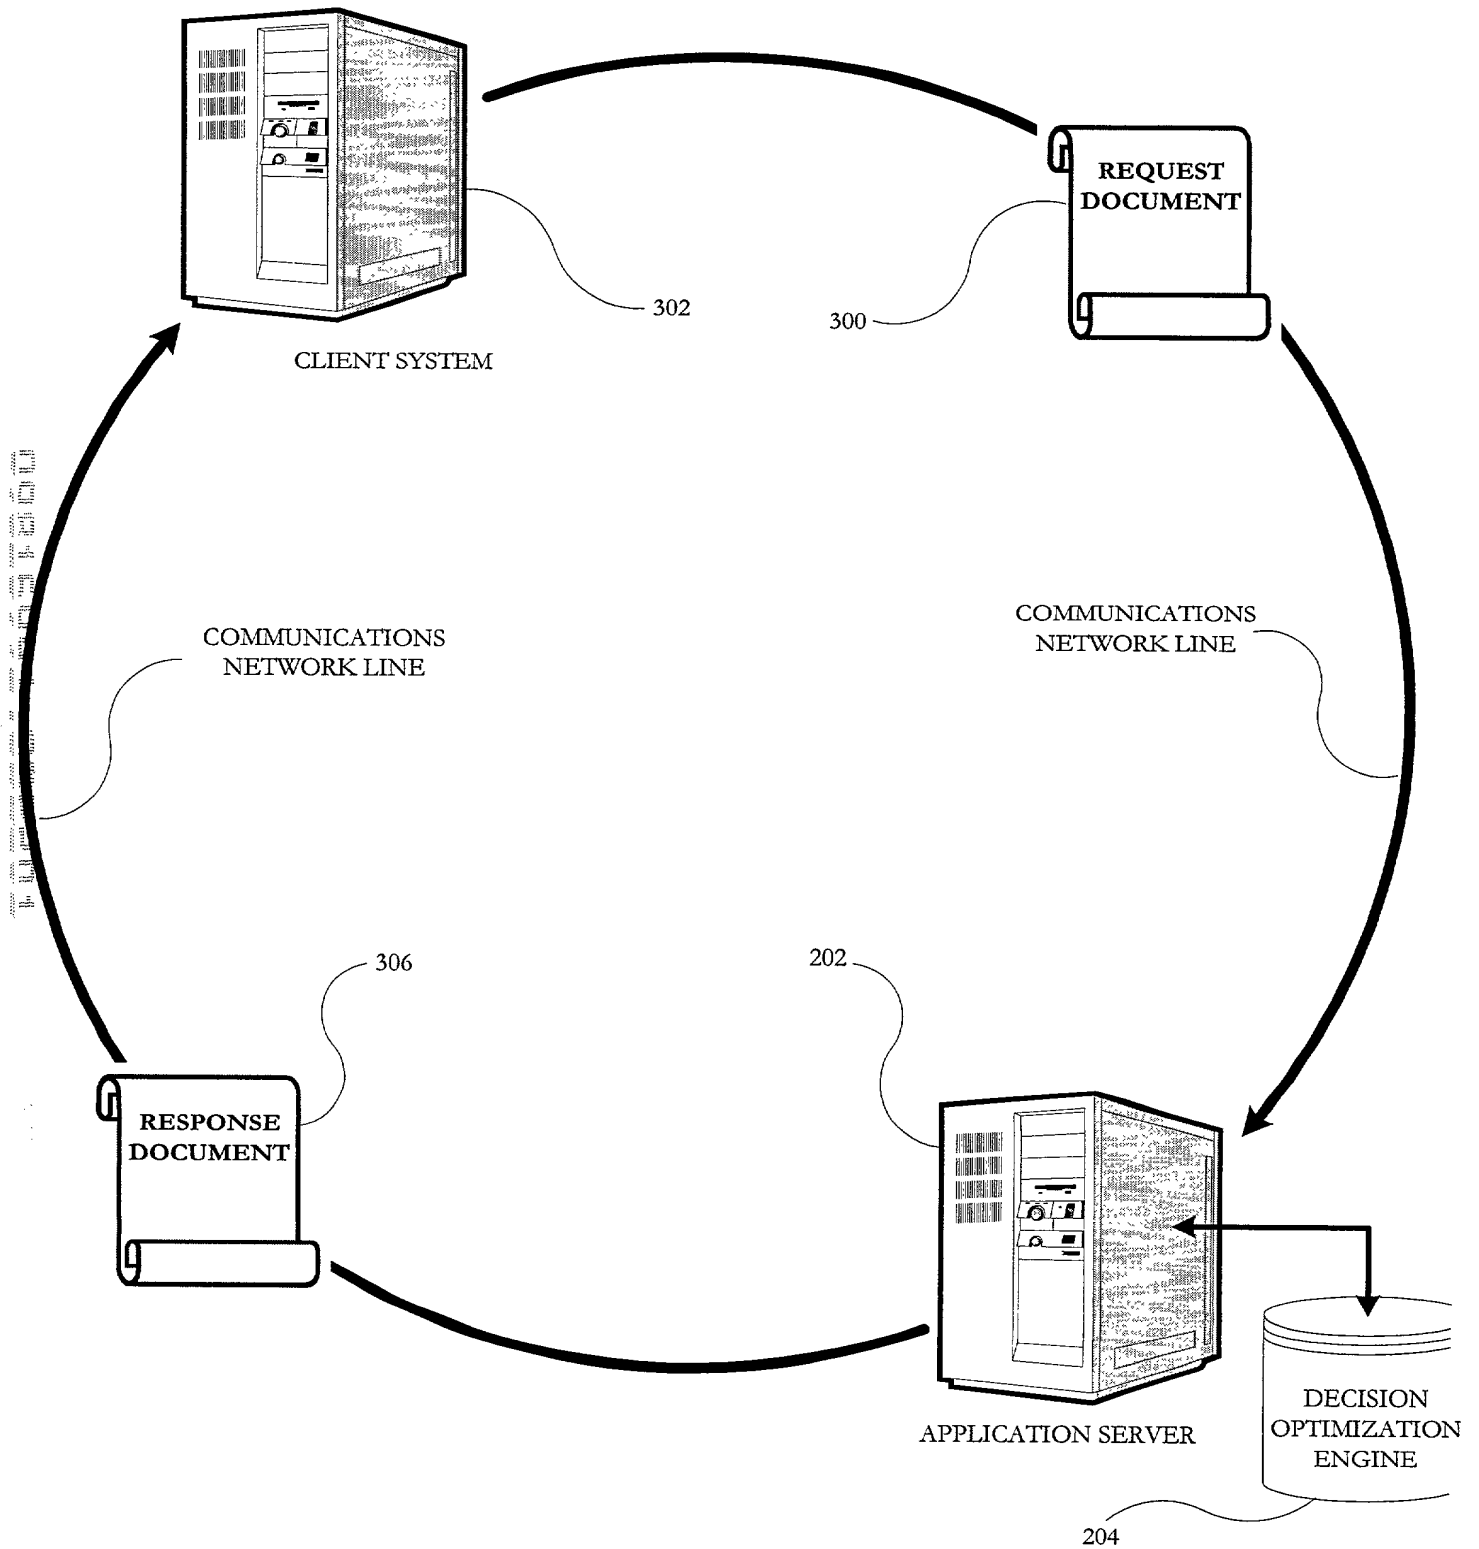 REQUEST
DOCUMENT
302
300
CLIENT SYSTEM
COMMUNICATIONS
NETWORK LINE
COMMUNICATIONS
NETWORK LINE
306
202
RESPONSE
DOCUMENT
DECISION
OPTIMIZATION
ENGINE
APPLICATION SERVER
204